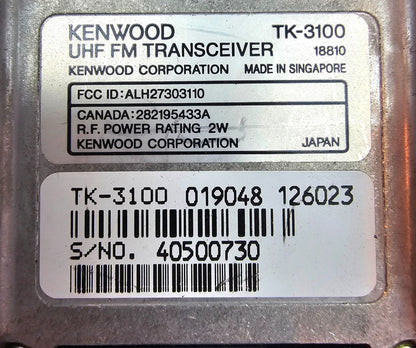 KENWOOD TK-3100
UHF FM TRANSCEIVER 18810
KENWOOD CORPORATION MADE IN SINGAPORE
FCC ID:ALH27303110
CANADA:282195433A
R.F. POWER RATING 2W
KENWOOD CORPORATION JAPAN
TK-3100 019048 126023
S/NO. 40500730